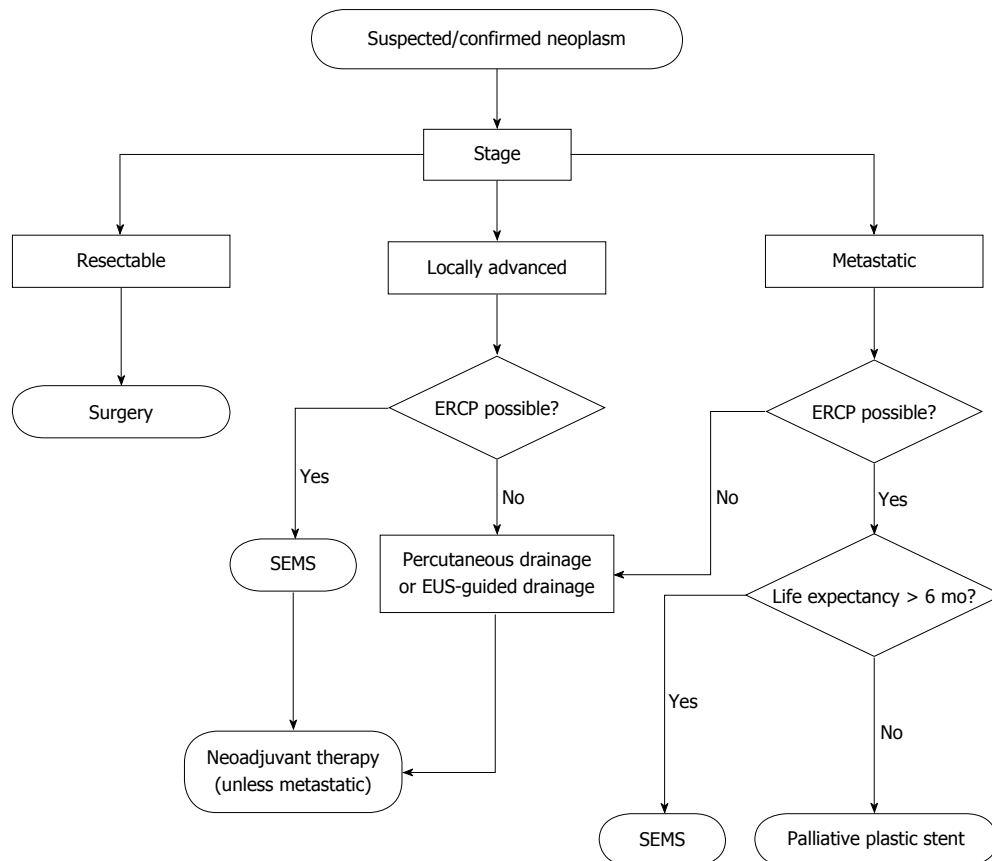 Suspected/confirmed neoplasm
Stage
Resectable
Locally advanced
Metastatic
Surgery
ERCP possible?
ERCP possible?
Yes
No
No
Yes
SEMS
Percutaneous drainage
or EUS-guided drainage
Life expectancy > 6 mo?
Yes
No
Neoadjuvant therapy
(unless metastatic)
SEMS
Palliative plastic stent